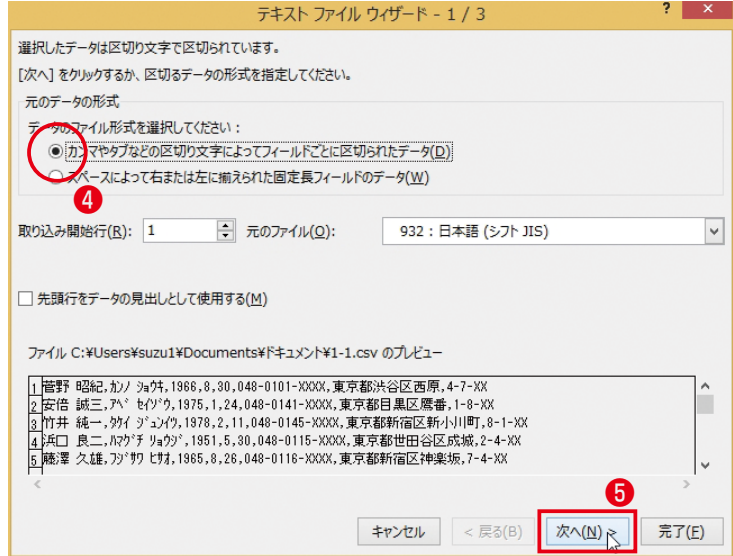 テキスト ファイル ウィザード - 1 / 3
? ×
選択したデータは区切り文字で区切られています。
[次へ] をクリックするか、区切るデータの形式を指定してください。
元のデータの形式
データのファイル形式を選択してください：
カンマやタブなどの区切り文字によってフィールドごとに区切られたデータ(D)
スペースによって右または左に揃えられた固定長フィールドのデータ(W)
4
取り込み開始行(R): 1 元のファイル(O): 932 : 日本語 (シフト JIS)
先頭行をデータの見出しとして使用する(M)
ファイル C:¥Users¥suzu1¥Documents¥ドキュメント¥1-1.csv のプレビュー
1 菅野 昭紀,ｶﾝﾉ ｼｮｳｷ,1966,8,30,048-0101-XXXX,東京都渋谷区西原,4-7-XX
2 安倍 誠三,ｱﾍﾞ ｾｲｿﾞｳ,1975,1,24,048-0141-XXXX,東京都目黒区鷹番,1-8-XX
3 竹井 純一,ﾀｹｲ ｼﾞｭﾝｲﾁ,1978,2,11,048-0145-XXXX,東京都新宿区新小川町,8-1-XX
4 浜口 良二,ﾊﾏｸﾞﾁ ﾘｮｳｼﾞ,1951,5,30,048-0115-XXXX,東京都世田谷区成城,2-4-XX
5 藤澤 久雄,ﾌｼﾞｻﾜ ﾋｻｵ,1965,8,26,048-0116-XXXX,東京都新宿区神楽坂,7-4-XX
5
キャンセル < 戻る(B) 次へ(N) > 完了(F)